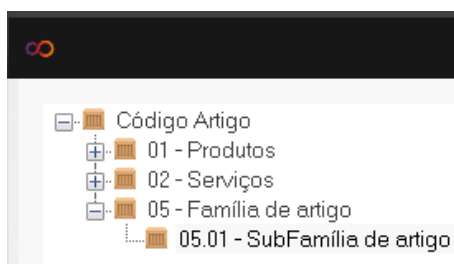 Código Artigo
01 - Produtos
02 - Serviços
05 - Família de artigo
05.01 - SubFamília de artigo